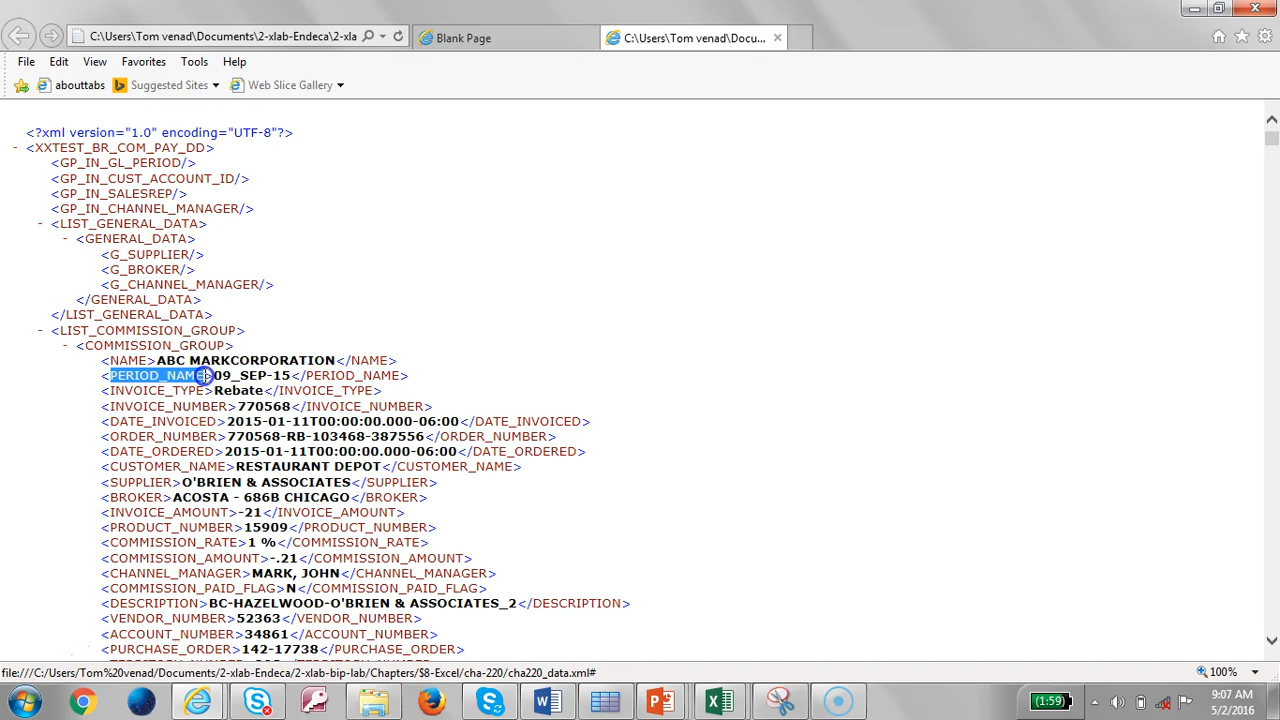 C:\Users\Tom venad\Documents\2-xlab-Endeca\2-xla
Blank Page
C:\Users\Tom venad\Docu...
File Edit View Favorites Tools Help
abouttabs Suggested Sites Web Slice Gallery
<?xml version="1.0" encoding="UTF-8"?>
- <XXTEST_BR_COM_PAY_DD>
<GP_IN_GL_PERIOD/>
<GP_IN_CUST_ACCOUNT_ID/>
<GP_IN_SALESREP/>
<GP_IN_CHANNEL_MANAGER/>
- <LIST_GENERAL_DATA>
- <GENERAL_DATA>
<G_SUPPLIER/>
<G_BROKER/>
<G_CHANNEL_MANAGER/>
</GENERAL_DATA>
</LIST_GENERAL_DATA>
- <LIST_COMMISSION_GROUP>
- <COMMISSION_GROUP>
<NAME>ABC MARKCORPORATION</NAME>
<PERIOD_NAME>09_SEP-15</PERIOD_NAME>
<INVOICE_TYPE>Rebate</INVOICE_TYPE>
<INVOICE_NUMBER>770568</INVOICE_NUMBER>
<DATE_INVOICED>2015-01-11T00:00:00.000-06:00</DATE_INVOICED>
<ORDER_NUMBER>770568-RB-103468-387556</ORDER_NUMBER>
<DATE_ORDERED>2015-01-11T00:00:00.000-06:00</DATE_ORDERED>
<CUSTOMER_NAME>RESTAURANT DEPOT</CUSTOMER_NAME>
<SUPPLIER>O'BRIEN & ASSOCIATES</SUPPLIER>
<BROKER>ACOSTA - 686B CHICAGO</BROKER>
<INVOICE_AMOUNT>-21</INVOICE_AMOUNT>
<PRODUCT_NUMBER>15909</PRODUCT_NUMBER>
<COMMISSION_RATE>1 %</COMMISSION_RATE>
<COMMISSION_AMOUNT>-.21</COMMISSION_AMOUNT>
<CHANNEL_MANAGER>MARK, JOHN</CHANNEL_MANAGER>
<COMMISSION_PAID_FLAG>N</COMMISSION_PAID_FLAG>
<DESCRIPTION>BC-HAZELWOOD-O'BRIEN & ASSOCIATES_2</DESCRIPTION>
<VENDOR_NUMBER>52363</VENDOR_NUMBER>
<ACCOUNT_NUMBER>34861</ACCOUNT_NUMBER>
<PURCHASE_ORDER>142-17738</PURCHASE_ORDER>
file:///C:/Users/Tom%20venad/Documents/2-xlab-Endeca/2-xlab-bip-lab/Chapters/$8-Excel/cha-220/cha220_data.xml#
100%
(1:59)
9:07 AM
5/2/2016